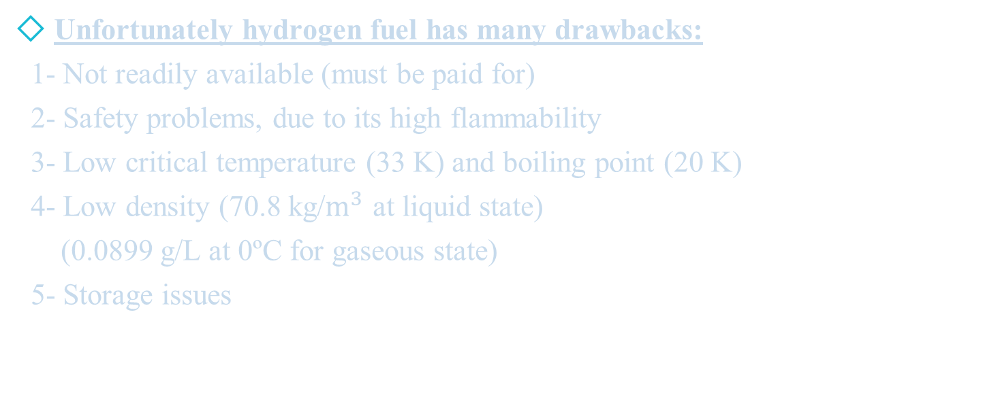 Unfortunately hydrogen fuel has many drawbacks:
1- Not readily available (must be paid for)
2- Safety problems, due to its high flammability
3- Low critical temperature (33 K) and boiling point (20 K)
4- Low density (70.8 kg/m³ at liquid state)
(0.0899 g/L at 0ºC for gaseous state)
5- Storage issues